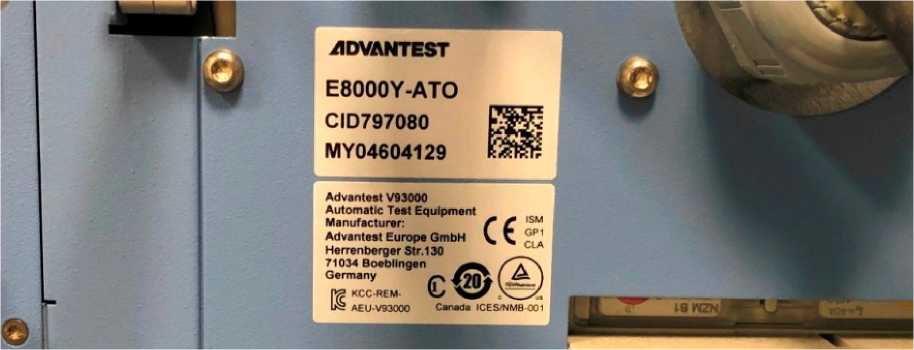 ADVANTEST
E8000Y-ATO
CID797080
MY04604129
Advantest V93000
Automatic Test Equipment
Manufacturer:
Advantest Europe GmbH
Herrenberger Str.130
71034 Boeblingen
Germany
CE
ISM
GP1
CLA
20
KCC-REM-
AEU-V93000
C US
Canada: ICES/NMB-001
NZM B1